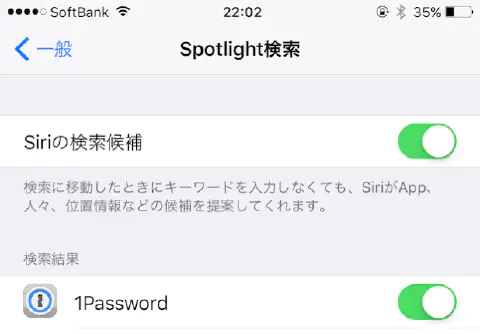 SoftBank 22:02 35%
一般 Spotlight検索
Siriの検索候補
検索に移動したときにキーワードを入力しなくても、SiriがApp、
人々、位置情報などの候補を提案してくれます。
検索結果
1Password